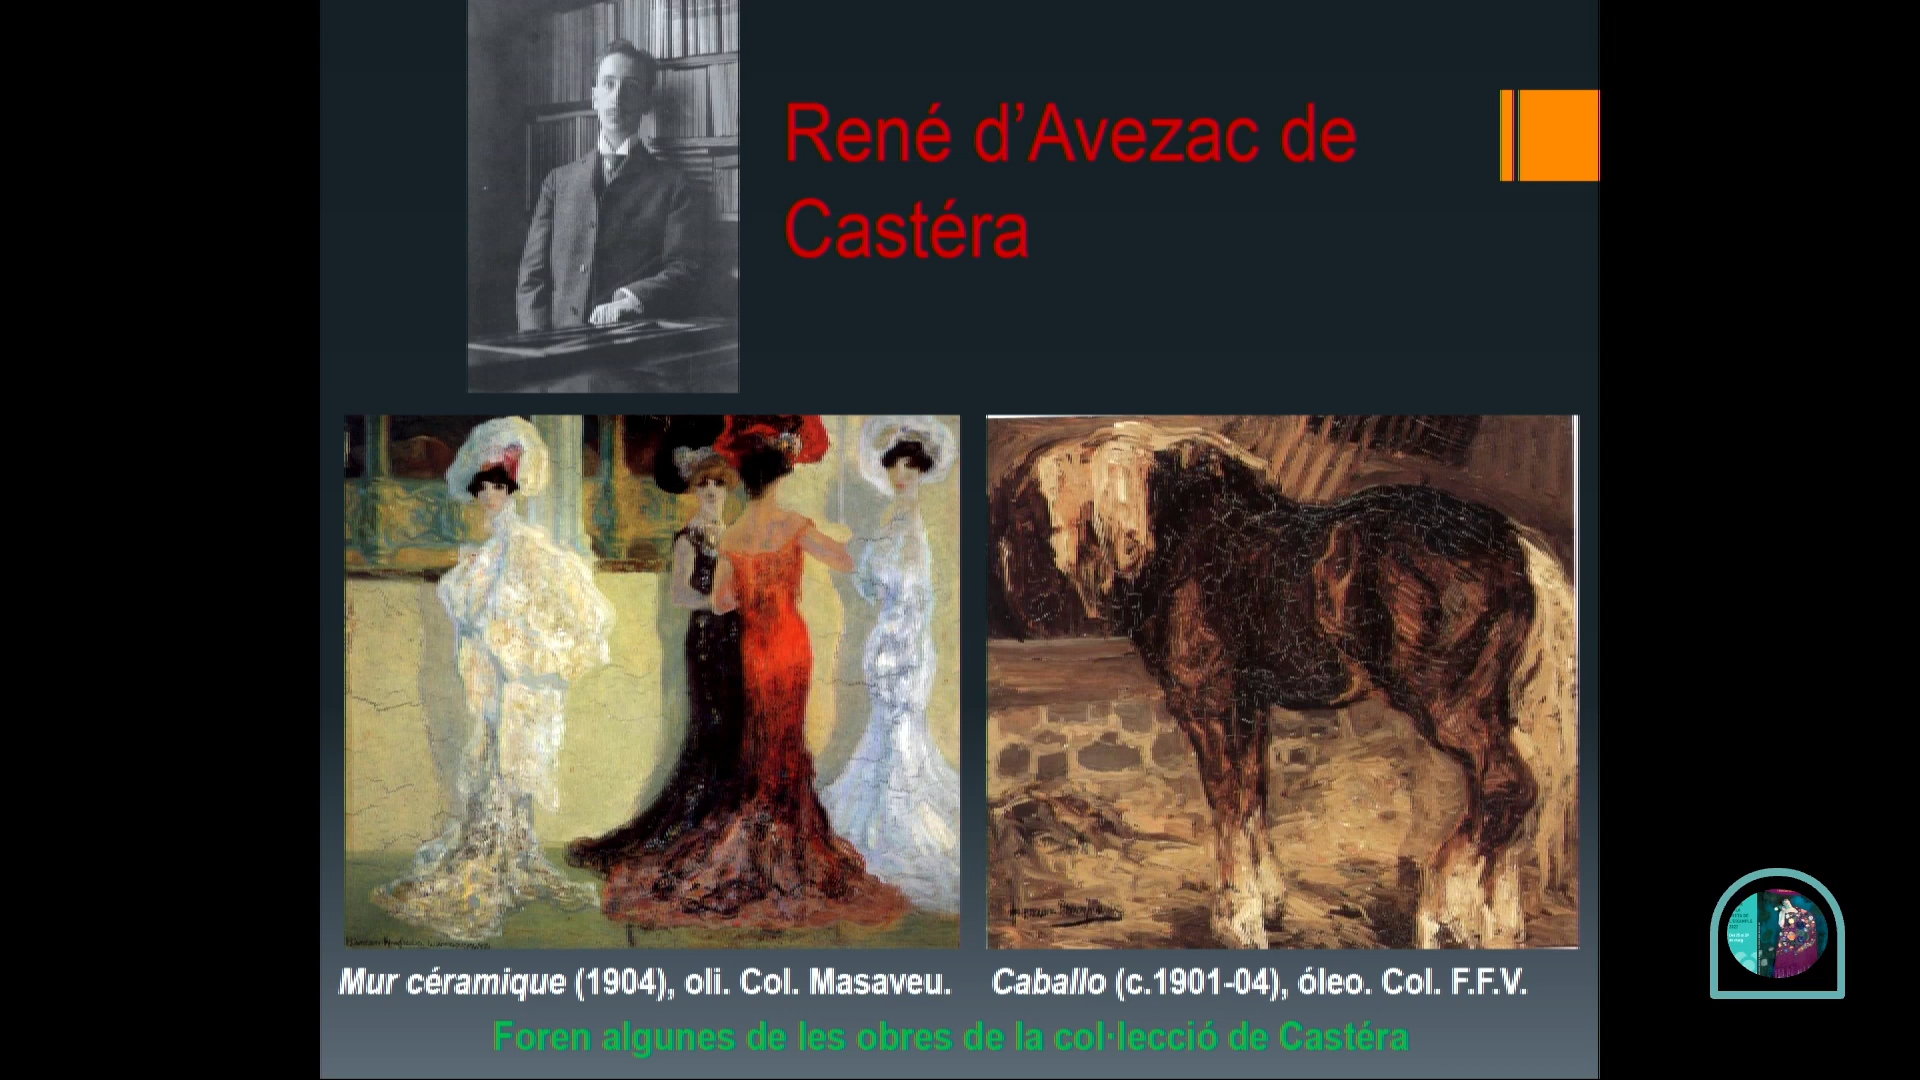 René d’Avezac de
Castéra
Mur céramique (1904), oli. Col. Masaveu.
Caballo (c.1901-04), óleo. Col. F.F.V.
Foren algunes de les obres de la col·lecció de Castéra